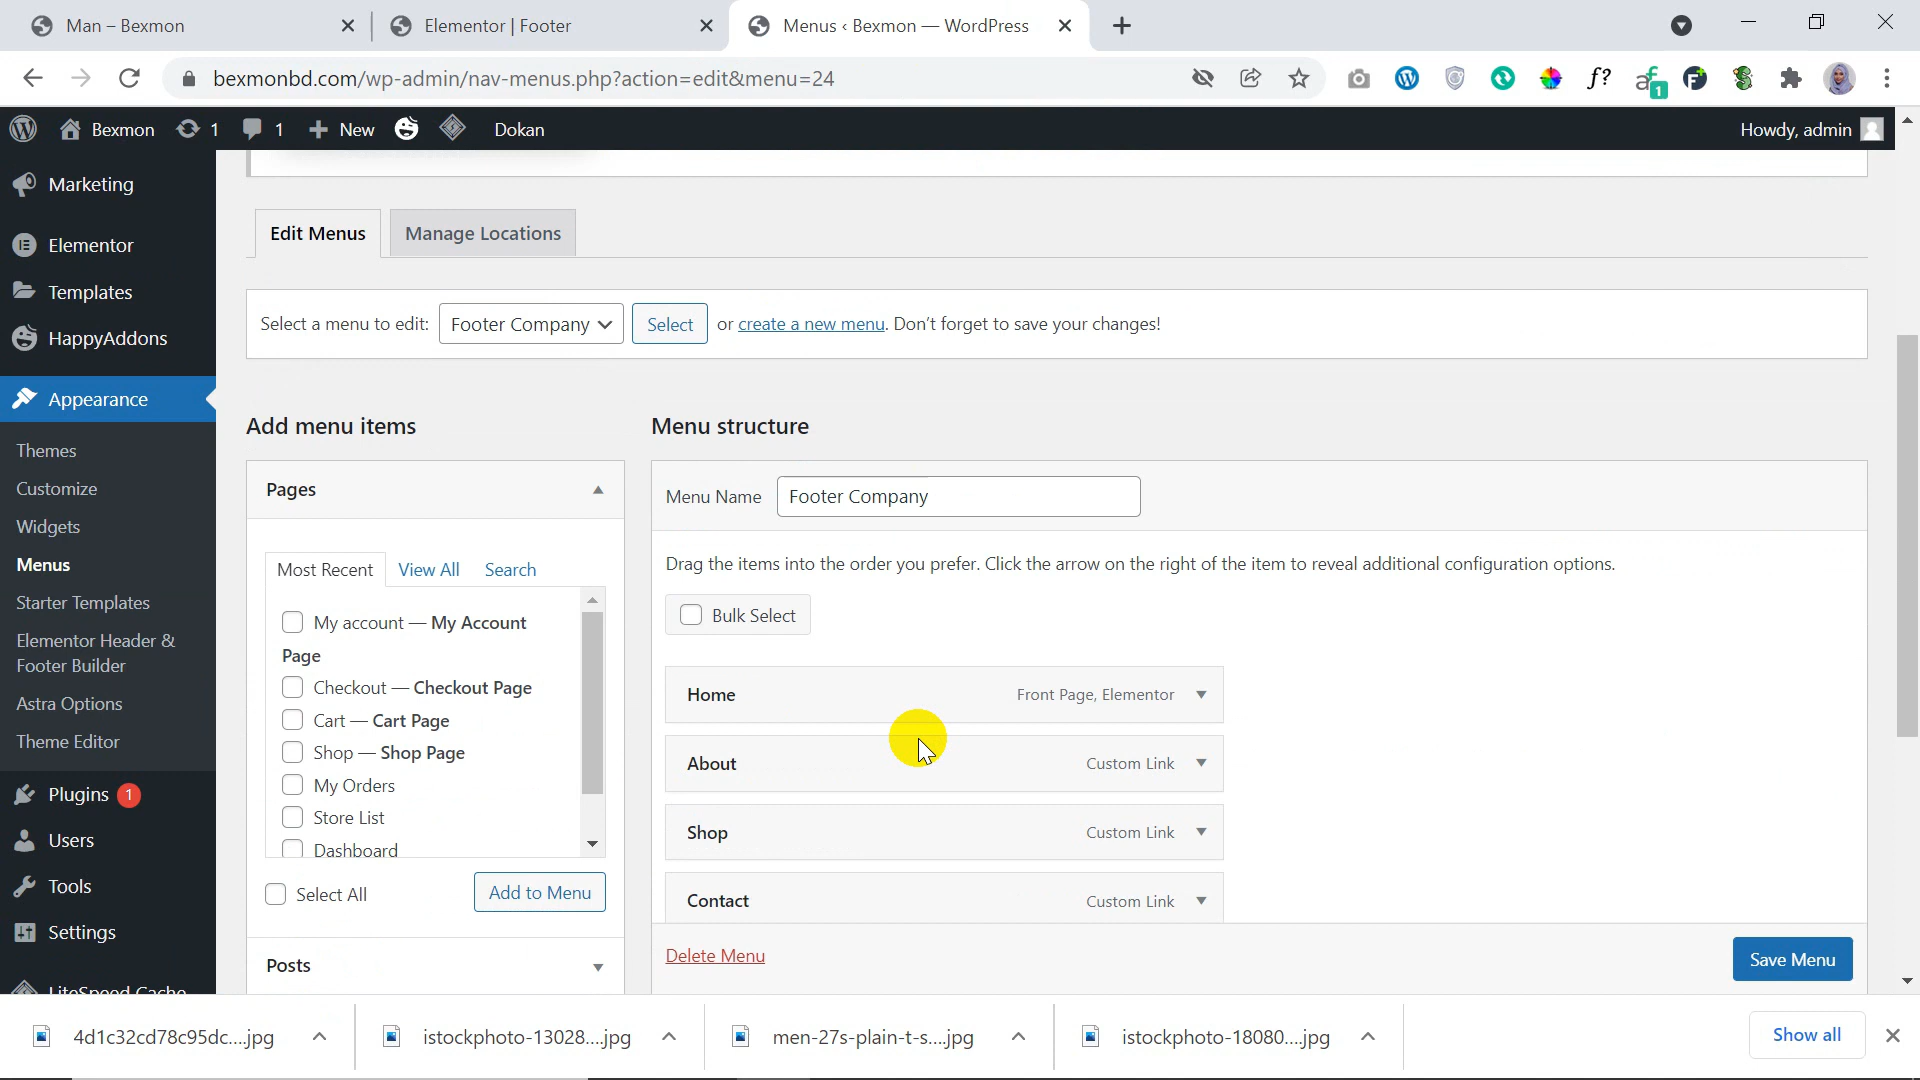 Man – Bexmon
Elementor | Footer
Menus ‹ Bexmon — WordPress
bexmonbd.com/wp-admin/nav-menus.php?action=edit&menu=24
f?
1
Bexmon
1
1
New
Dokan
Howdy, admin
Marketing
Elementor
Templates
HappyAddons
Appearance
Themes
Customize
Widgets
Menus
Starter Templates
Elementor Header &
Footer Builder
Astra Options
Theme Editor
Plugins 1
Users
Tools
Settings
LiteSpeed Cache
Edit Menus
Manage Locations
Select a menu to edit: Footer Company Select or create a new menu. Don't forget to save your changes!
Add menu items
Pages
Most Recent View All Search
My account — My Account
Page
Checkout — Checkout Page
Cart — Cart Page
Shop — Shop Page
My Orders
Store List
Dashboard
Select All
Add to Menu
Posts
Menu structure
Menu Name Footer Company
Drag the items into the order you prefer. Click the arrow on the right of the item to reveal additional configuration options.
Bulk Select
Home Front Page, Elementor
About Custom Link
Shop Custom Link
Contact Custom Link
Delete Menu
Save Menu
4d1c32cd78c95dc....jpg
istockphoto-13028....jpg
men-27s-plain-t-s....jpg
istockphoto-18080....jpg
Show all